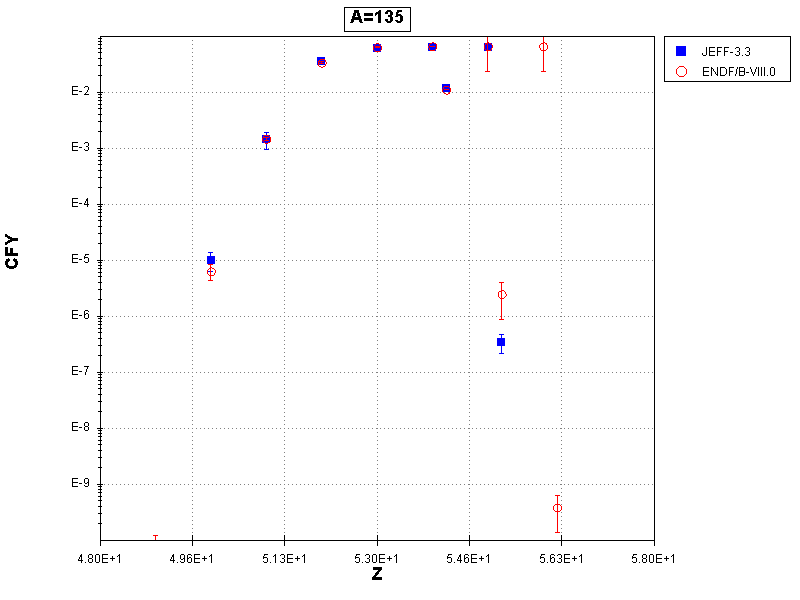 A=135
JEFF-3.3
ENDF/B-VIII.0
E-2
E-3
E-4
E-5
E-6
E-7
E-8
E-9
CFY
4.80E+1 4.96E+1 5.13E+1 5.30E+1 5.46E+1 5.63E+1 5.80E+1
Z